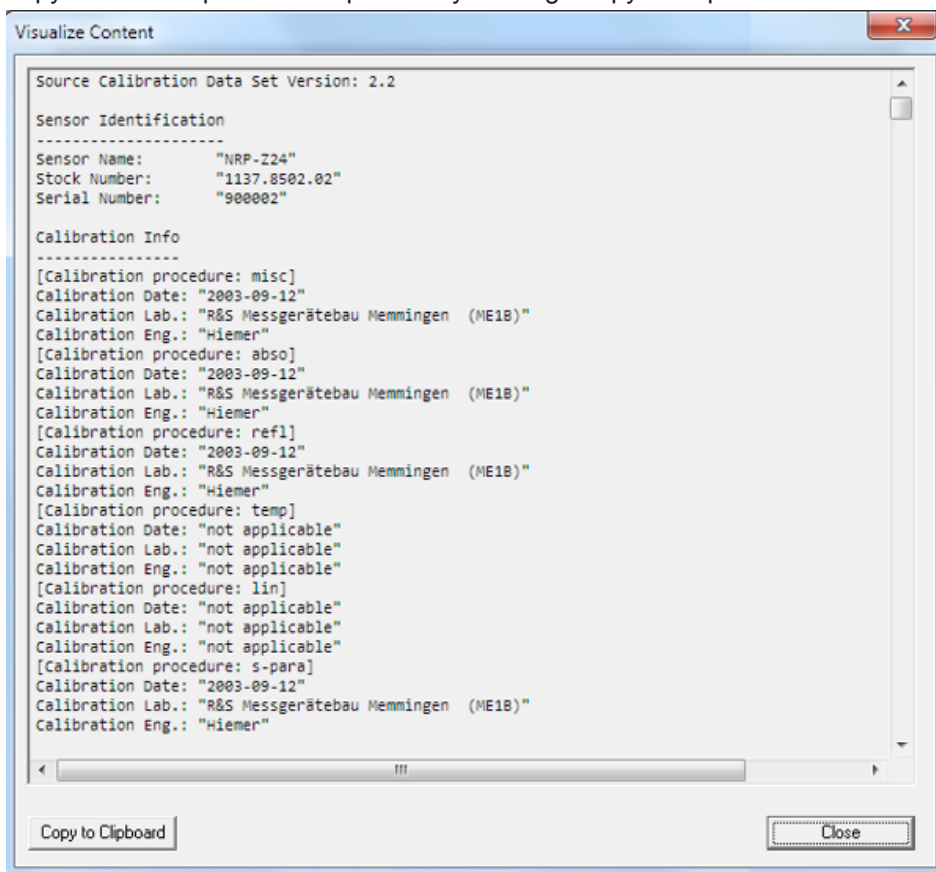 Visualize Content
Source Calibration Data Set Version: 2.2
Sensor Identification
---------------------
Sensor Name: "NRP-Z24"
Stock Number: "1137.8502.02"
Serial Number: "900002"
Calibration Info
----------------
[Calibration procedure: misc]
Calibration Date: "2003-09-12"
Calibration Lab.: "R&S Messgerätebau Memmingen (ME1B)"
Calibration Eng.: "Hiemer"
[Calibration procedure: abso]
Calibration Date: "2003-09-12"
Calibration Lab.: "R&S Messgerätebau Memmingen (ME1B)"
Calibration Eng.: "Hiemer"
[Calibration procedure: refl]
Calibration Date: "2003-09-12"
Calibration Lab.: "R&S Messgerätebau Memmingen (ME1B)"
Calibration Eng.: "Hiemer"
[Calibration procedure: temp]
Calibration Date: "not applicable"
Calibration Lab.: "not applicable"
Calibration Eng.: "not applicable"
[Calibration procedure: lin]
Calibration Date: "not applicable"
Calibration Lab.: "not applicable"
Calibration Eng.: "not applicable"
[Calibration procedure: s-para]
Calibration Date: "2003-09-12"
Calibration Lab.: "R&S Messgerätebau Memmingen (ME1B)"
Calibration Eng.: "Hiemer"
Copy to Clipboard
Close